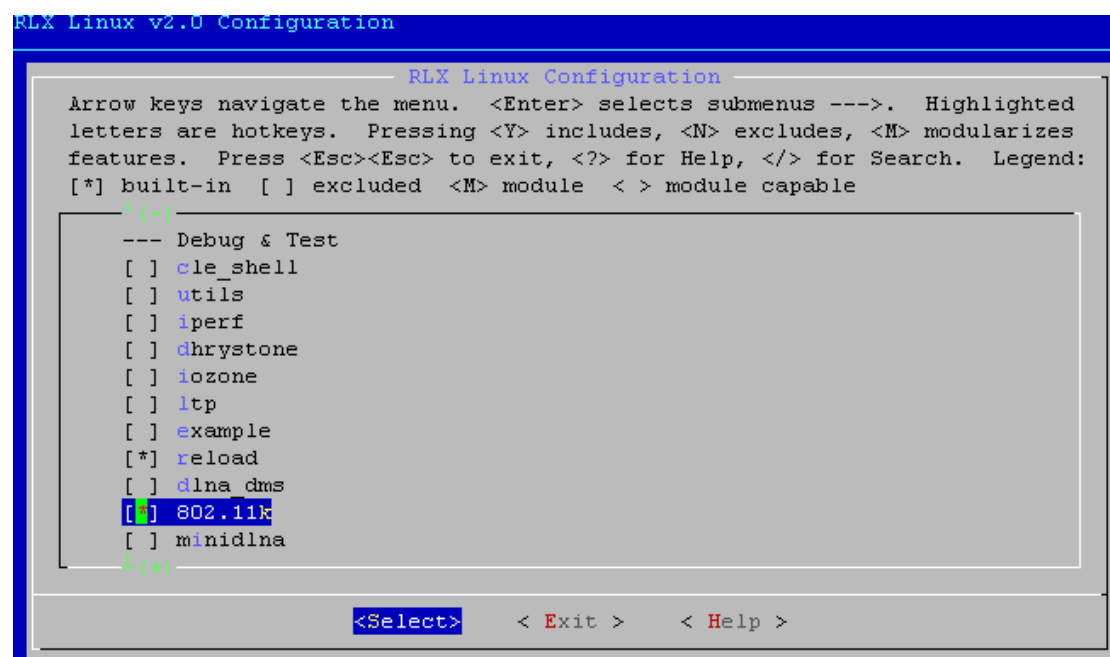 RLX Linux v2.0 Configuration
RLX Linux Configuration
Arrow keys navigate the menu.  <Enter> selects submenus --->.  Highlighted
letters are hotkeys.  Pressing <Y> includes, <N> excludes, <M> modularizes
features.  Press <Esc><Esc> to exit, <?> for Help, </> for Search.  Legend:
[*] built-in  [ ] excluded  <M> module  < > module capable
^(-)
--- Debug & Test
[ ] cle_shell
[ ] utils
[ ] iperf
[ ] dhrystone
[ ] iozone
[ ] ltp
[ ] example
[*] reload
[ ] dlna_dms
[*] 802.11k
[ ] minidlna
┴(+)
<Select>    < Exit >    < Help >